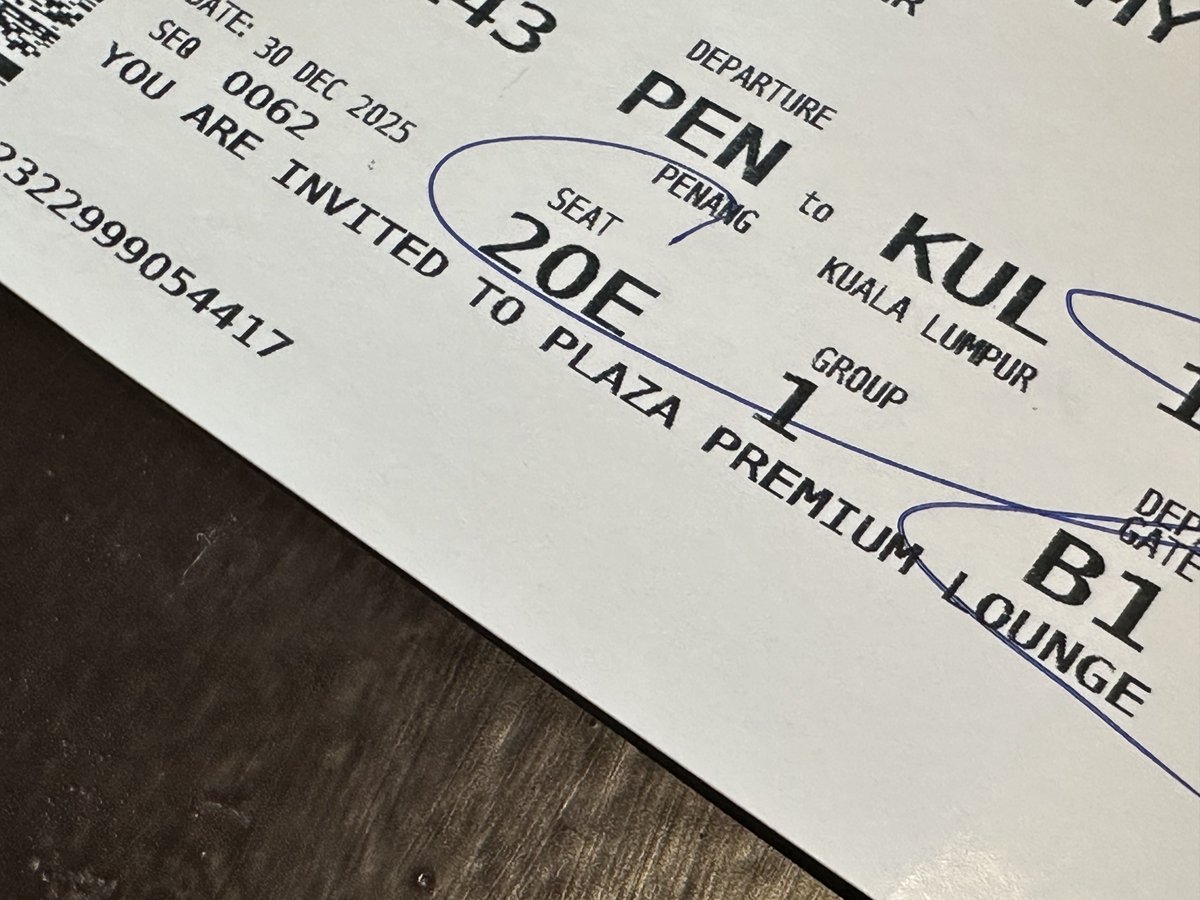 43
DEPARTURE
PEN to KUL
PENANG
KUALA LUMPUR
DATE: 30 DEC 2025
SEQ 0062
SEAT
20E
GROUP
1
GATE
B1
YOU ARE INVITED TO PLAZA PREMIUM LOUNGE
2322999054417